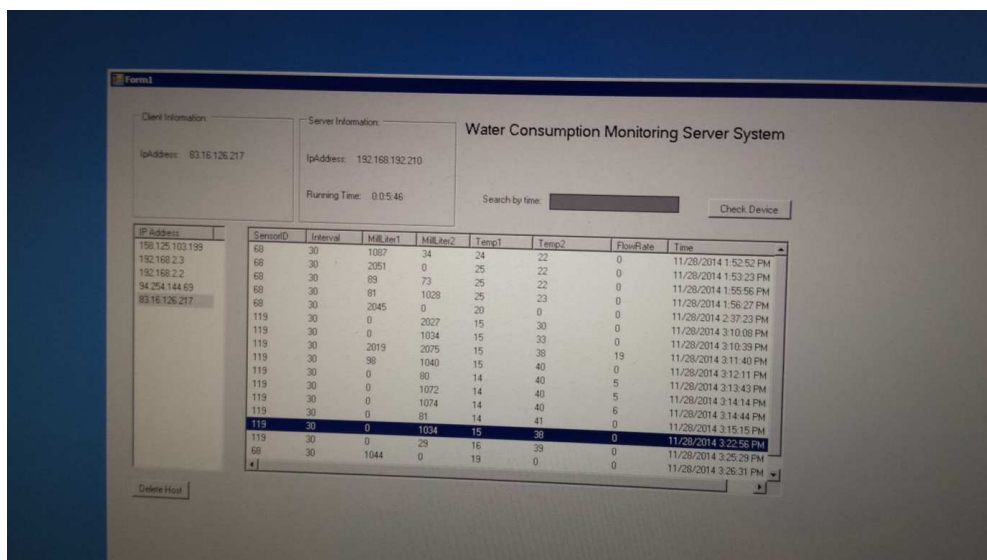 Form1
Client Information:
IpAddress: 83.16.126.217
Server Information:
IpAddress: 192.168.192.210
Running Time: 0:0:5:46
Water Consumption Monitoring Server System
Search by time:
Check Device
IP Address
158.125.103.199
192.168.2.3
192.168.2.2
94.254.144.69
83.16.126.217
SensorID Interval MilLiter1 MilLiter2 Temp1 Temp2 FlowRate Time
68 30 1087 34 24 22 0 11/28/2014 1:52:52 PM
68 30 2051 0 25 22 0 11/28/2014 1:53:23 PM
68 30 89 73 25 22 0 11/28/2014 1:55:56 PM
68 30 81 1028 25 23 0 11/28/2014 1:56:27 PM
68 30 2045 0 20 0 0 11/28/2014 2:37:23 PM
119 30 0 2027 15 30 0 11/28/2014 3:10:08 PM
119 30 0 1034 15 33 0 11/28/2014 3:10:39 PM
119 30 2019 2075 15 38 19 11/28/2014 3:11:40 PM
119 30 98 1040 15 40 0 11/28/2014 3:12:11 PM
119 30 0 80 14 40 5 11/28/2014 3:13:43 PM
119 30 0 1072 14 40 5 11/28/2014 3:14:14 PM
119 30 0 1074 14 40 6 11/28/2014 3:14:44 PM
119 30 0 81 14 41 0 11/28/2014 3:15:15 PM
119 30 0 1034 15 38 0 11/28/2014 3:22:56 PM
119 30 0 29 16 39 0 11/28/2014 3:25:29 PM
68 30 1044 0 19 0 0 11/28/2014 3:26:31 PM
Delete Host